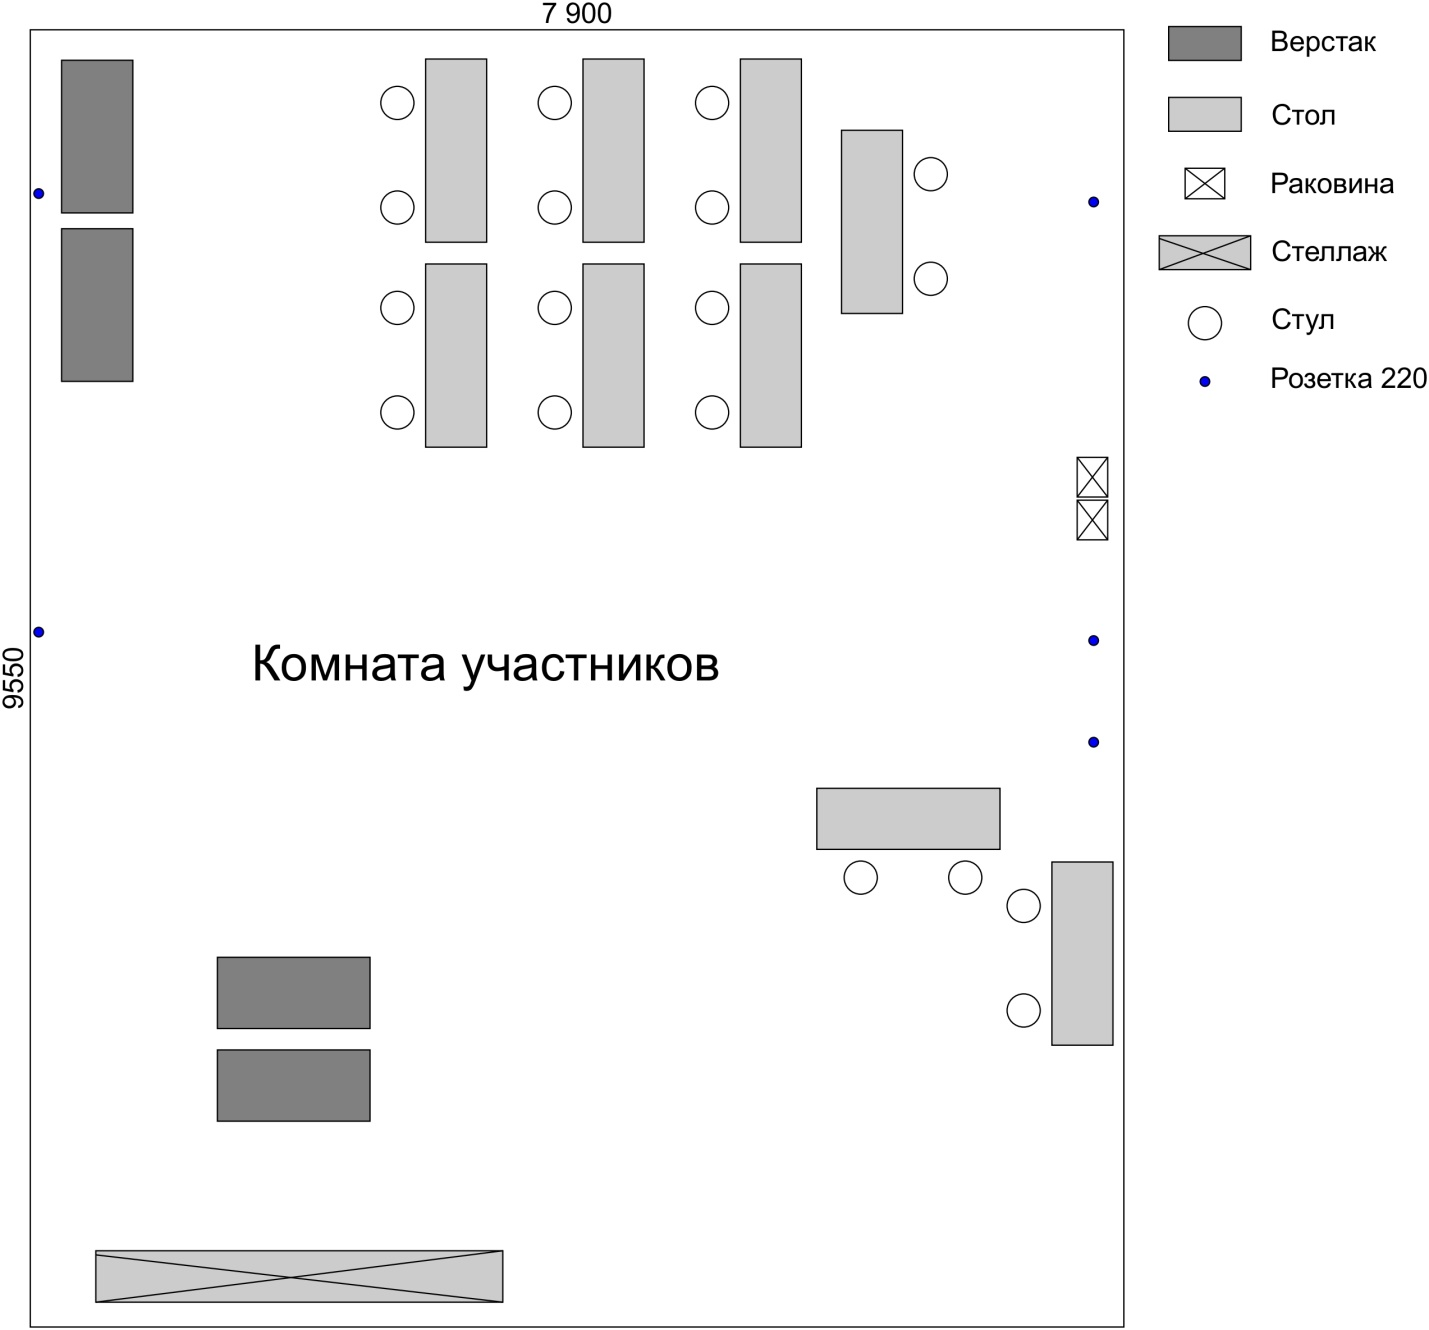 7 900
Верстак
Стол
Раковина
Стеллаж
Стул
Розетка 220
Комната участников
9550